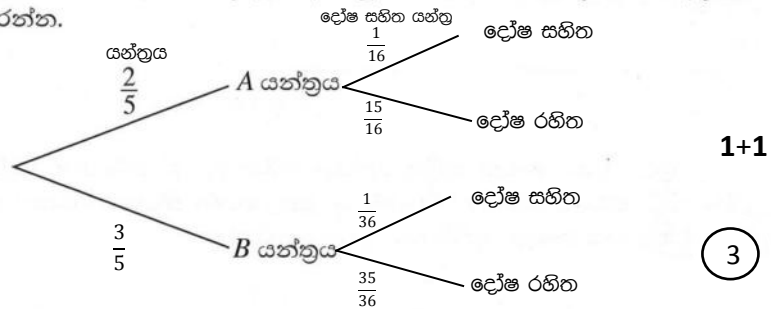 රන්න.
යන්ත්‍රය
දෝෂ සහිත යන්ත්‍ර
2/5
A යන්ත්‍රය
1/16
දෝෂ සහිත
15/16
දෝෂ රහිත
1+1
3/5
B යන්ත්‍රය
1/36
දෝෂ සහිත
35/36
දෝෂ රහිත
3